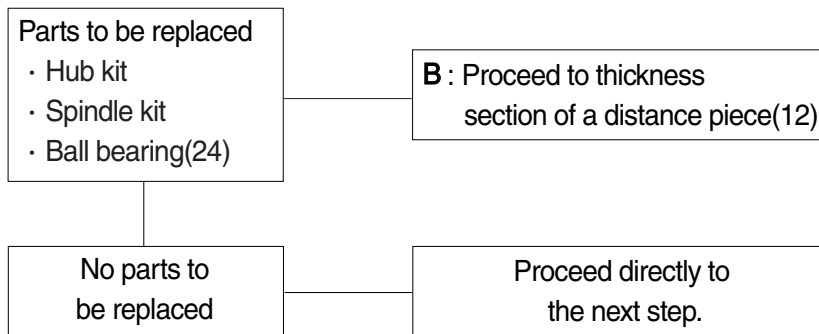 Parts to be replaced
· Hub kit
· Spindle kit
· Ball bearing(24)
B : Proceed to thickness
section of a distance piece(12)
No parts to
be replaced
Proceed directly to
the next step.